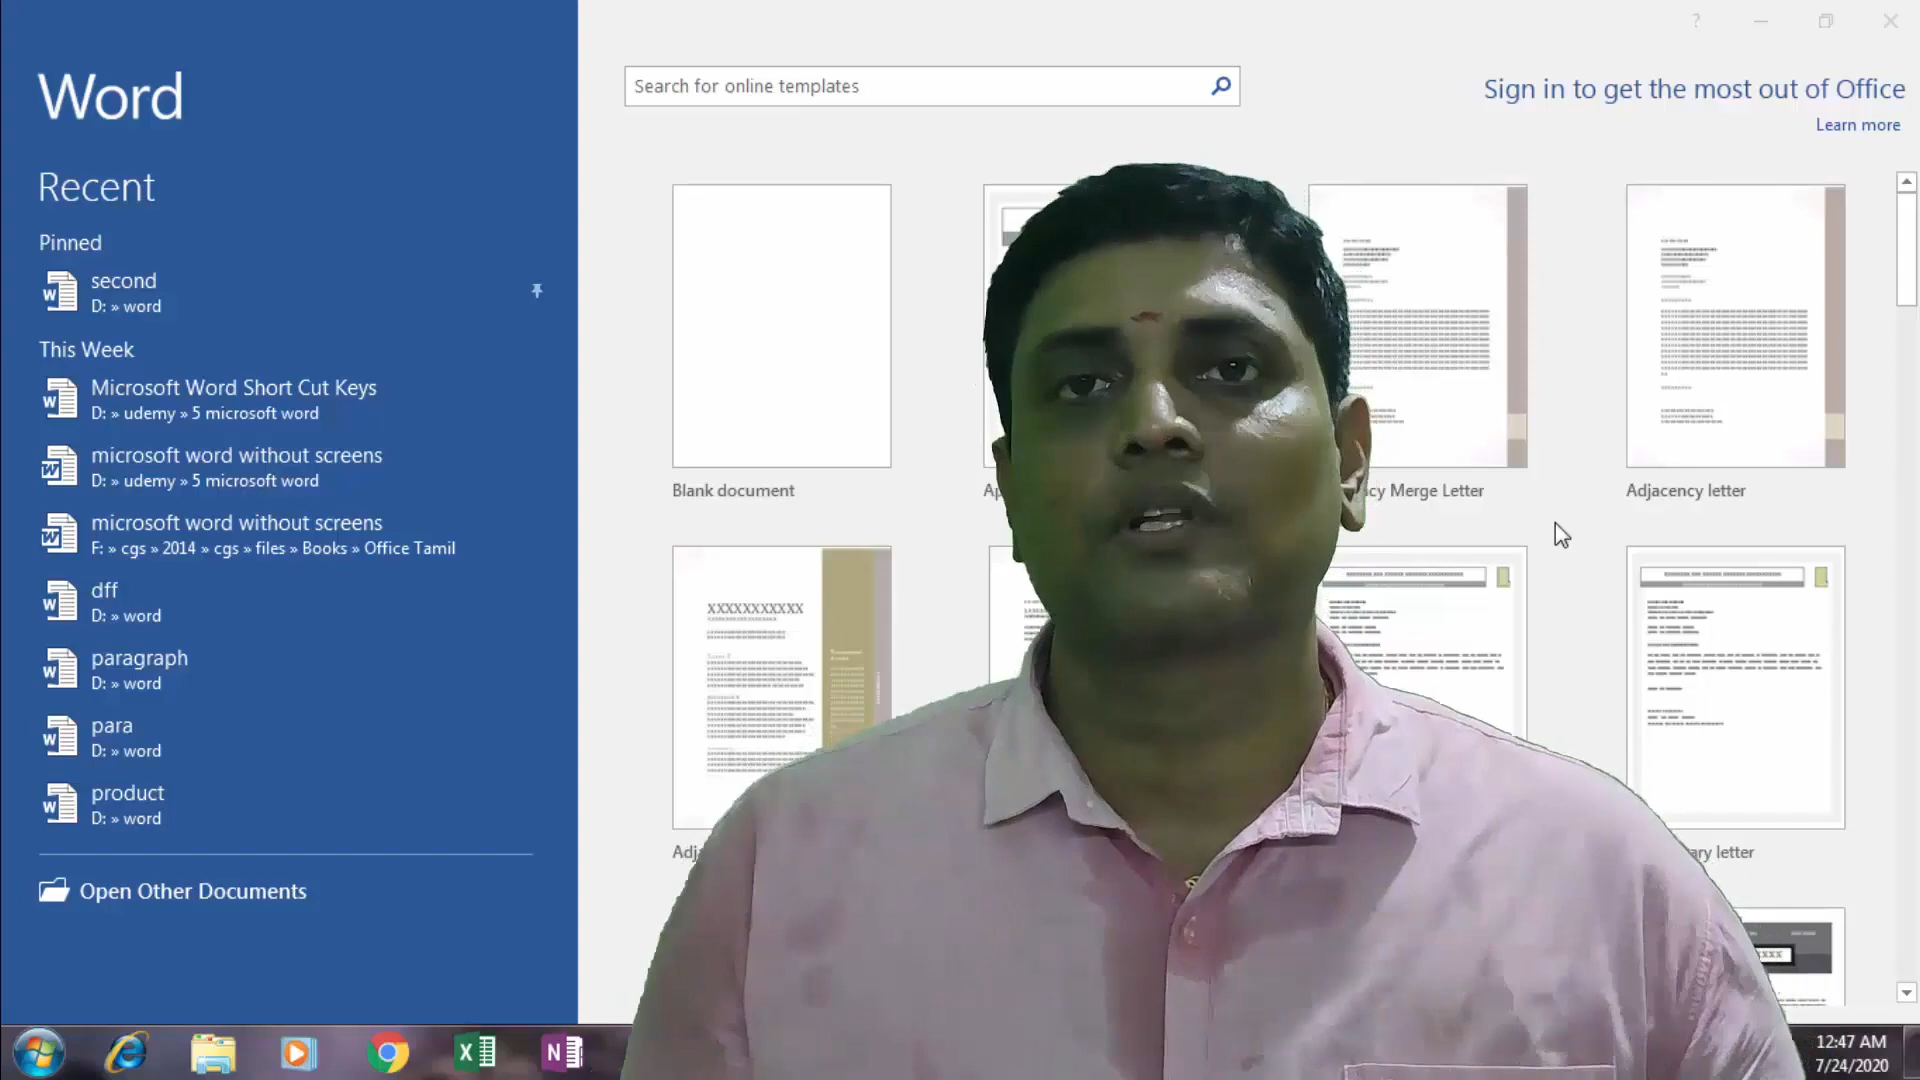 Word
Search for online templates
Sign in to get the most out of Office
Learn more
Recent
Pinned
second
D: » word
This Week
Microsoft Word Short Cut Keys
D: » udemy » 5 microsoft word
microsoft word without screens
D: » udemy » 5 microsoft word
microsoft word without screens
F: » cgs » 2014 » cgs » files » Books » Office Tamil
dff
D: » word
paragraph
D: » word
para
D: » word
product
D: » word
Open Other Documents
Blank document
Merge Letter
Adjacency letter
XXXXXXXXXXX
letter
12:47 AM
7/24/2020